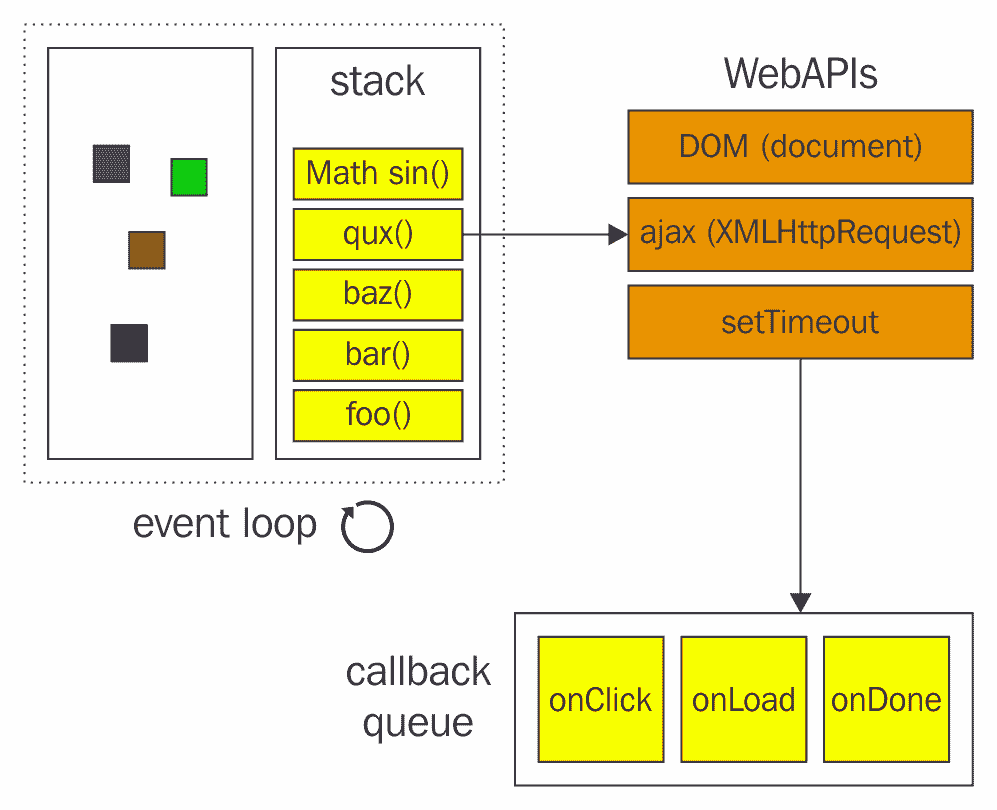 stack
Math sin()
qux()
baz()
bar()
foo()
event loop
WebAPIs
DOM (document)
ajax (XMLHttpRequest)
setTimeout
callback
queue
onClick
onLoad
onDone